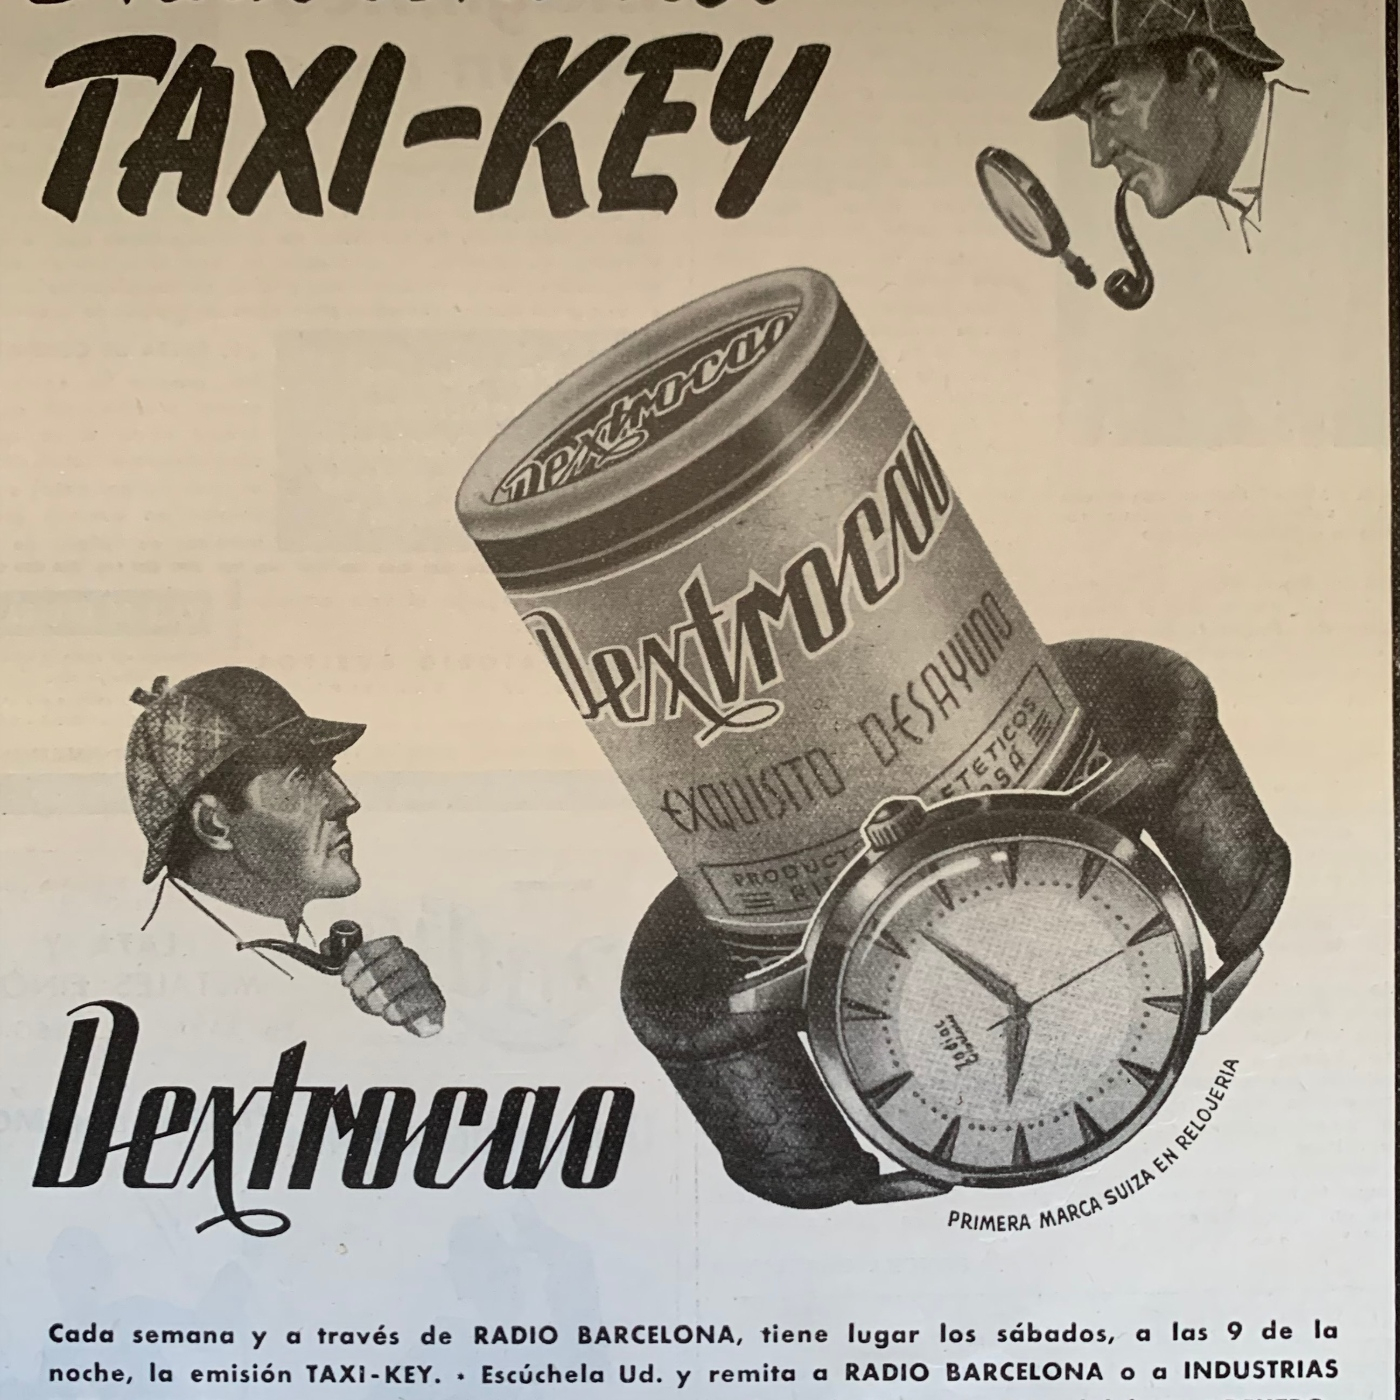 TAXI-KEY
Dextrocao
Dextrocao
EXQUISITO DESAYUNO
Zodiac
Dextrocao
PRIMERA MARCA SUIZA EN RELOJERIA
Cada semana y a través de RADIO BARCELONA, tiene lugar los sábados, a las 9 de la
noche, la emisión TAXI-KEY. • Escúchela Ud. y remita a RADIO BARCELONA o a INDUSTRIAS